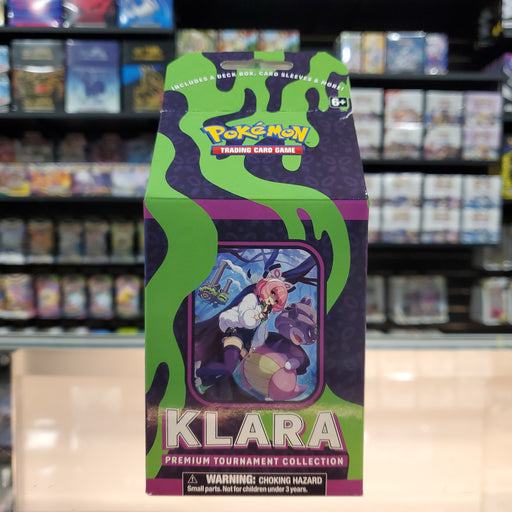 INCLUDES A DECK BOX, CARD SLEEVES & MORE!
6+
POKéMON
TRADING CARD GAME
KLARA
PREMIUM TOURNAMENT COLLECTION
WARNING: CHOKING HAZARD
Small parts. Not for children under 3 years.